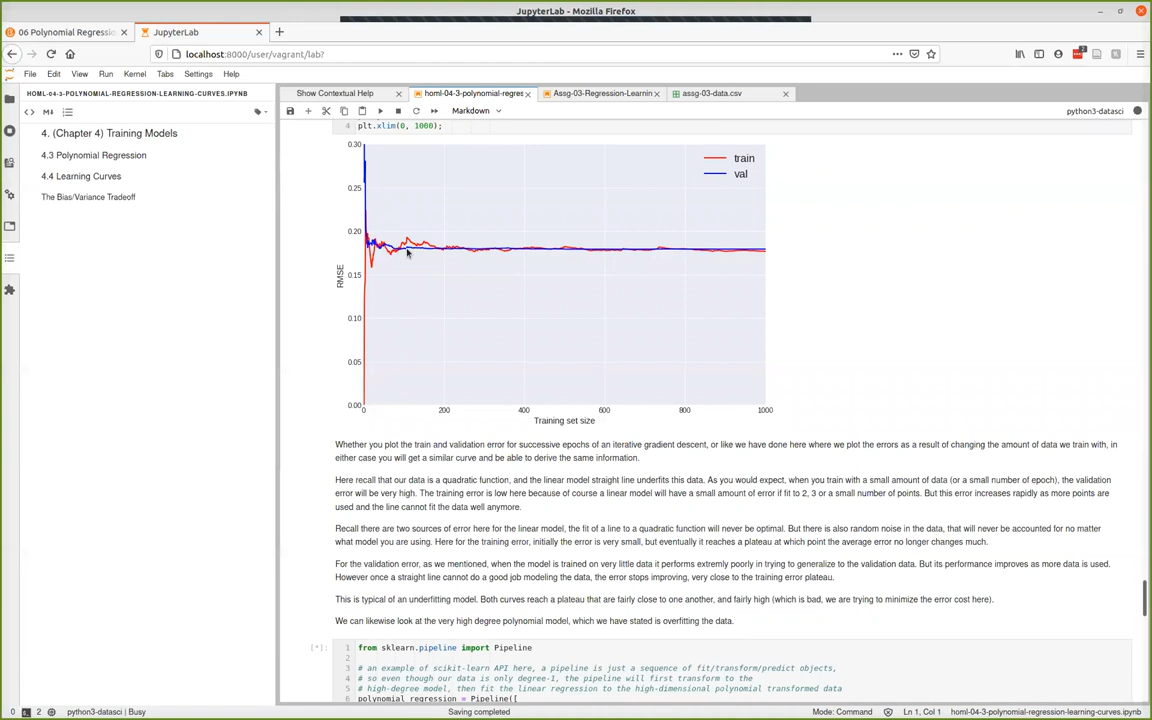 JupyterLab - Mozilla Firefox
06 Polynomial Regressio
JupyterLab
localhost:8000/user/vagrant/lab?
2
File Edit View Run Kernel Tabs Settings Help
HOML-04-3-POLYNOMIAL-REGRESSION-LEARNING-CURVES.IPYNB
Show Contextual Help
homl-04-3-polynomial-regres
Assg-03-Regression-Learnin
assg-03-data.csv
Markdown
python3-datasci
4. (Chapter 4) Training Models
4.3 Polynomial Regression
4.4 Learning Curves
The Bias/Variance Tradeoff
4 plt.xlim(0, 1000);
0.30
0.25
0.20
0.15
0.10
0.05
0.00
RMSE
train
val
0 200 400 600 800 1000
Training set size
Whether you plot the train and validation error for successive epochs of an iterative gradient descent, or like we have done here where we plot the errors as a result of changing the amount of data we train with, in
either case you will get a similar curve and be able to derive the same information.
Here recall that our data is a quadratic function, and the linear model straight line underfits this data. As you would expect, when you train with a small amount of data (or a small number of epoch), the validation
error will be very high. The training error is low here because of course a linear model will have a small amount of error if fit to 2, 3 or a small number of points. But this error increases rapidly as more points are
used and the line cannot fit the data well anymore.
Recall there are two sources of error here for the linear model, the fit of a line to a quadratic function will never be optimal. But there is also random noise in the data, that will never be accounted for no matter
what model you are using. Here for the training error, initially the error is very small, but eventually it reaches a plateau at which point the average error no longer changes much.
For the validation error, as we mentioned, when the model is trained on very little data it performs extremly poorly in trying to generalize to the validation data. But its performance improves as more data is used.
However once a straight line cannot do a good job modeling the data, the error stops improving, very close to the training error plateau.
This is typical of an underfitting model. Both curves reach a plateau that are fairly close to one another, and fairly high (which is bad, we are trying to minimize the error cost here).
We can likewise look at the very high degree polynomial model, which we have stated is overfitting the data.
[*]: 1 from sklearn.pipeline import Pipeline
2
3 # an example of scikit-learn API here, a pipeline is just a sequence of fit/transform/predict objects,
4 # so even though our data is only degree-1, the pipeline will first transform to the
5 # high-degree model, then fit the linear regression to the high-dimensional polynomial transformed data
6 polynomial_regression = Pipeline([
0 2 python3-datasci | Busy
Saving completed
Mode: Command
Ln 1, Col 1
homl-04-3-polynomial-regression-learning-curves.ipynb